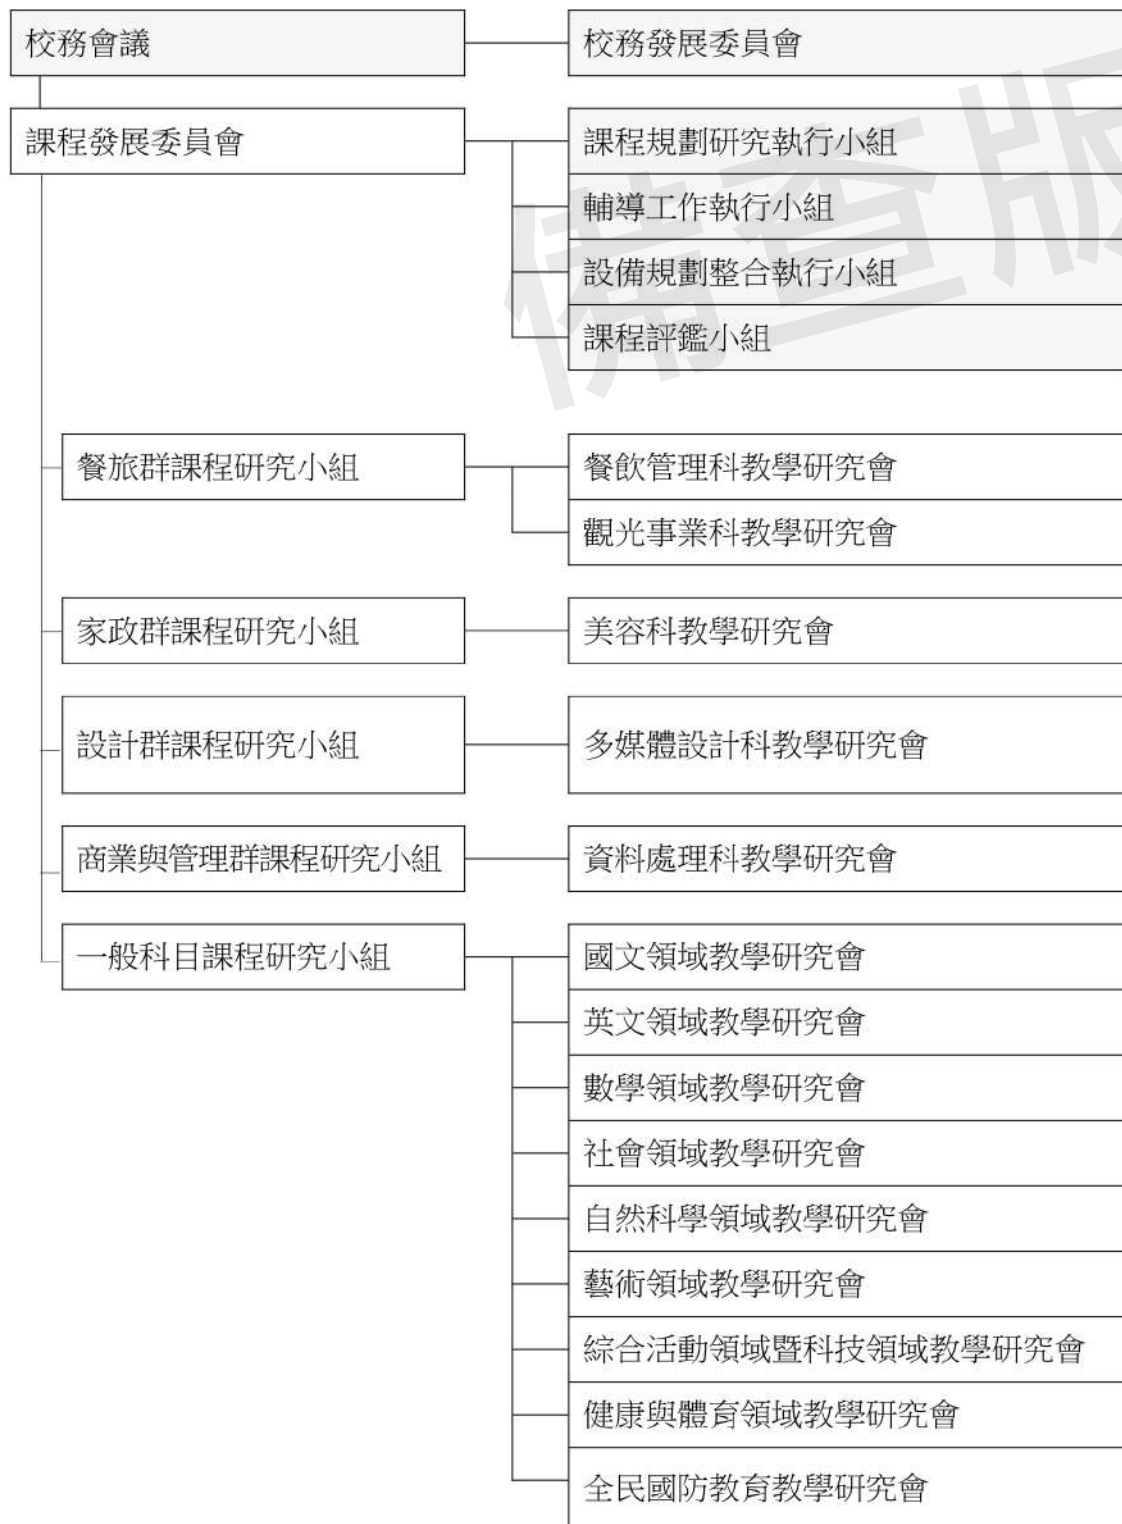 校務會議
校務發展委員會
課程發展委員會
課程規劃研究執行小組
輔導工作執行小組
設備規劃整合執行小組
課程評鑑小組
餐旅群課程研究小組
餐飲管理科教學研究會
觀光事業科教學研究會
家政群課程研究小組
美容科教學研究會
設計群課程研究小組
多媒體設計科教學研究會
商業與管理群課程研究小組
資料處理科教學研究會
一般科目課程研究小組
國文領域教學研究會
英文領域教學研究會
數學領域教學研究會
社會領域教學研究會
自然科學領域教學研究會
藝術領域教學研究會
綜合活動領域暨科技領域教學研究會
健康與體育領域教學研究會
全民國防教育教學研究會
備查版